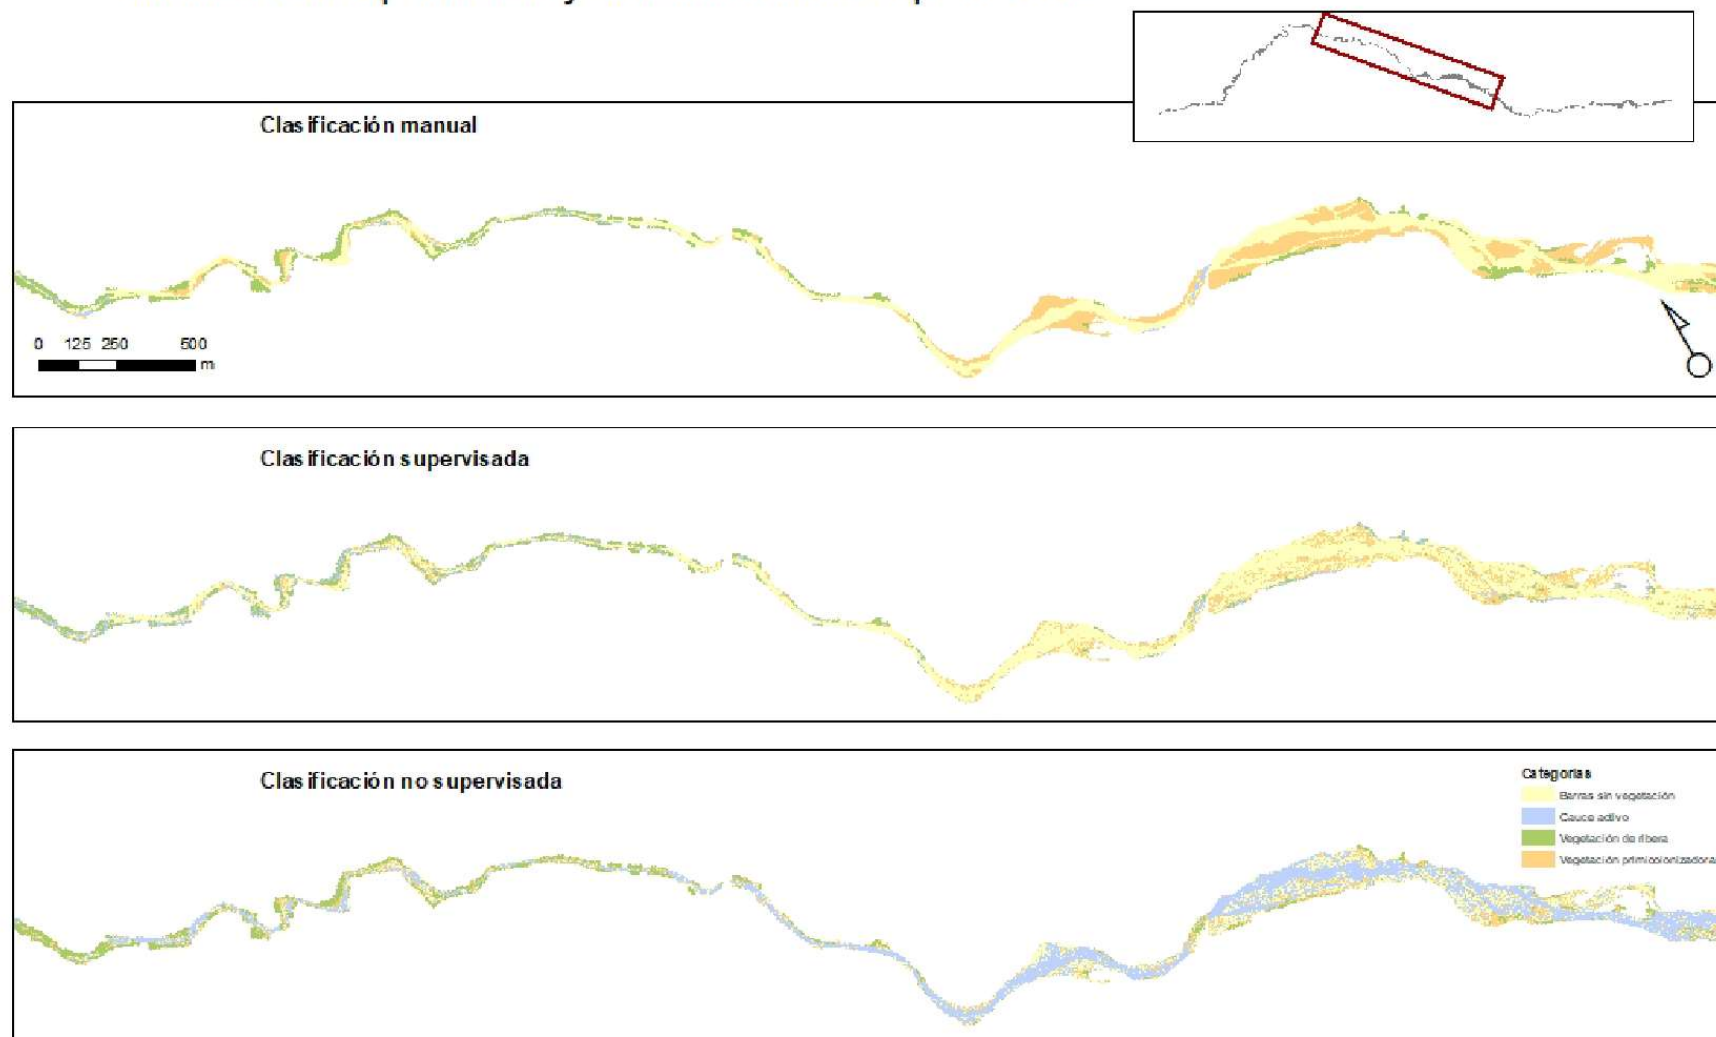 Clasificación manual
0 125 250 500
m
Clasificación supervisada
Clasificación no supervisada
Categorías
Barras sin vegetación
Cauce activo
Vegetación de ribera
Vegetación primicolonizadora